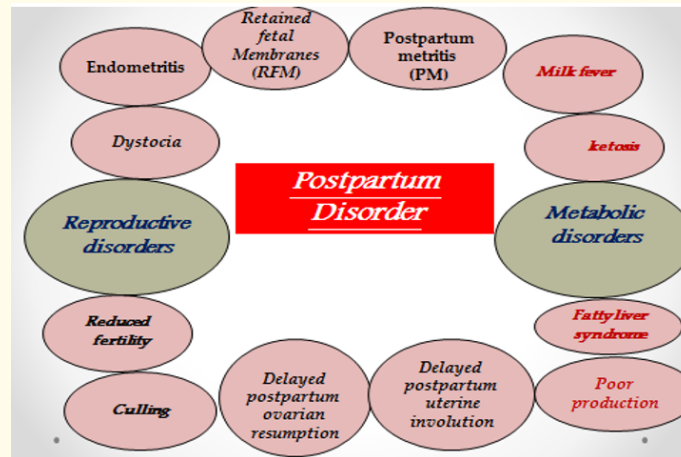 Retained
fetal
Membranes
(RFM)
Postpartum
metritis
(PM)
Endometritis
Milk fever
Dystocia
ketosis
Postpartum
Disorder
Reproductive
disorders
Metabolic
disorders
Reduced
fertility
Fatty liver
syndrome
Culling
Delayed
postpartum
ovarian
resumption
Delayed
postpartum
uterine
involution
Poor
production